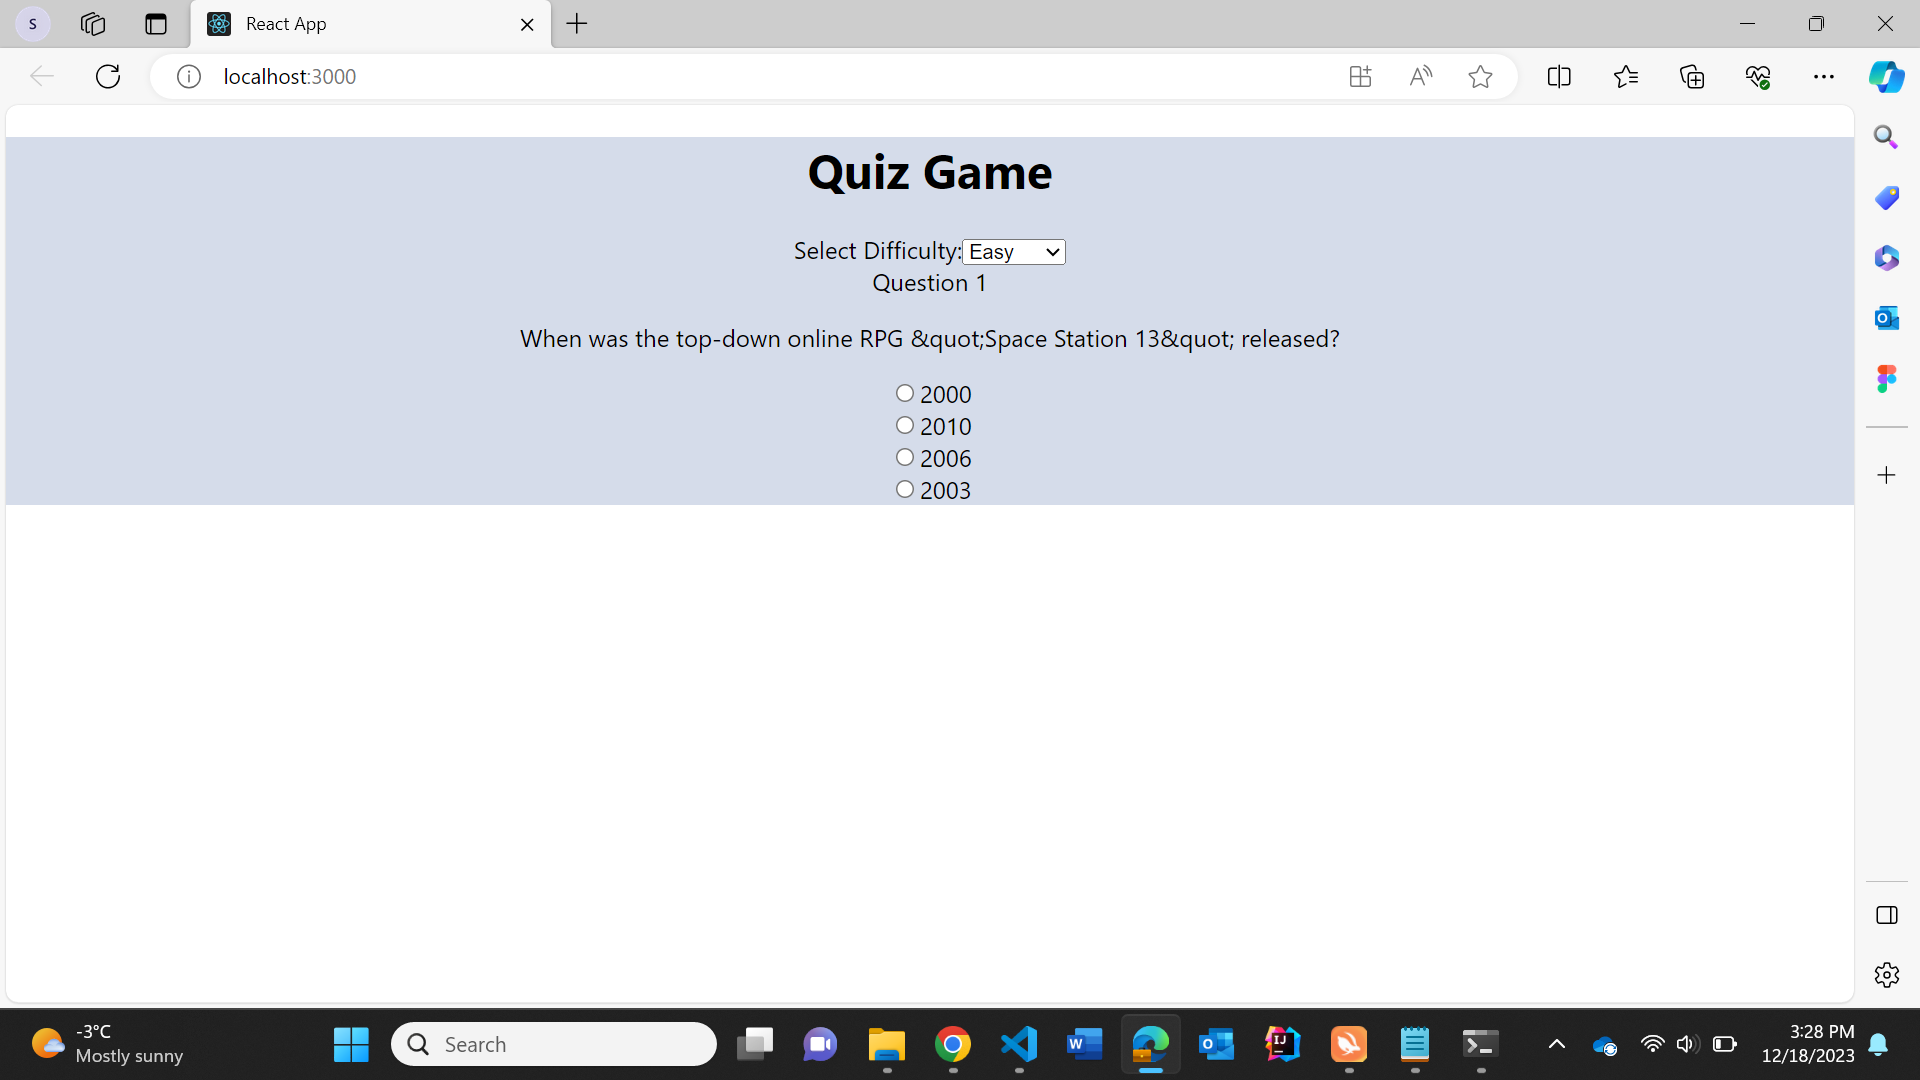 S
React App
localhost:3000
Quiz Game
Select Difficulty: Easy
Question 1
When was the top-down online RPG &quot;Space Station 13&quot; released?
2000
2010
2006
2003
-3°C
Mostly sunny
Search
3:28 PM
12/18/2023